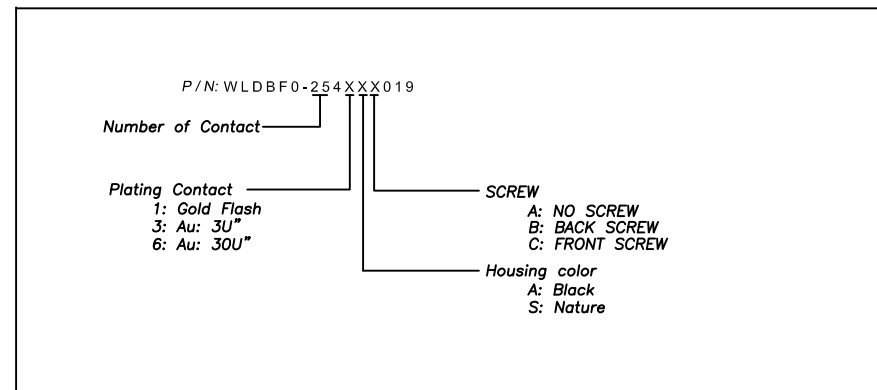 P/N: WLDBF0-254XXX019
Number of Contact
Plating Contact
1: Gold Flash
3: Au: 3U"
6: Au: 30U"
SCREW
A: NO SCREW
B: BACK SCREW
C: FRONT SCREW
Housing color
A: Black
S: Nature